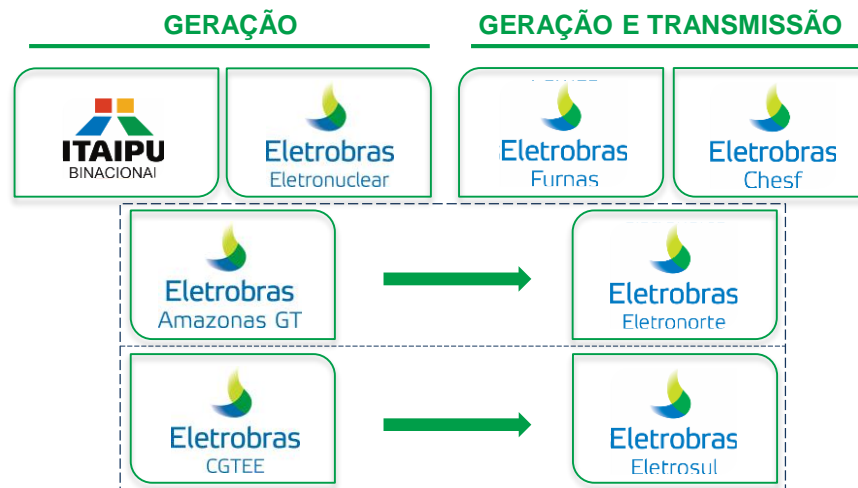 GERAÇÃO
GERAÇÃO E TRANSMISSÃO
ITAIPU
BINACIONAL
Eletrobras
Eletronuclear
Eletrobras
Furnas
Eletrobras
Chesf
Eletrobras
Amazonas GT
Eletrobras
Eletronorte
Eletrobras
CGTEE
Eletrobras
Eletrosul